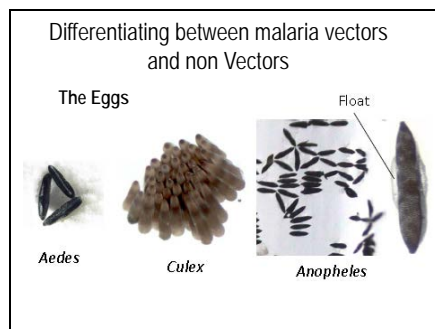 Differentiating between malaria vectors
and non Vectors
The Eggs
Float
Aedes
Culex
Anopheles